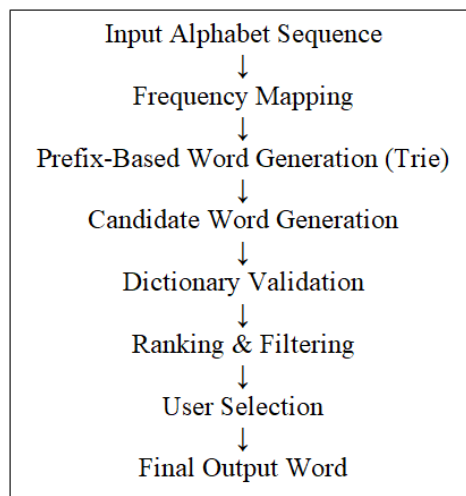 Input Alphabet Sequence
↓
Frequency Mapping
↓
Prefix-Based Word Generation (Trie)
↓
Candidate Word Generation
↓
Dictionary Validation
↓
Ranking & Filtering
↓
User Selection
↓
Final Output Word